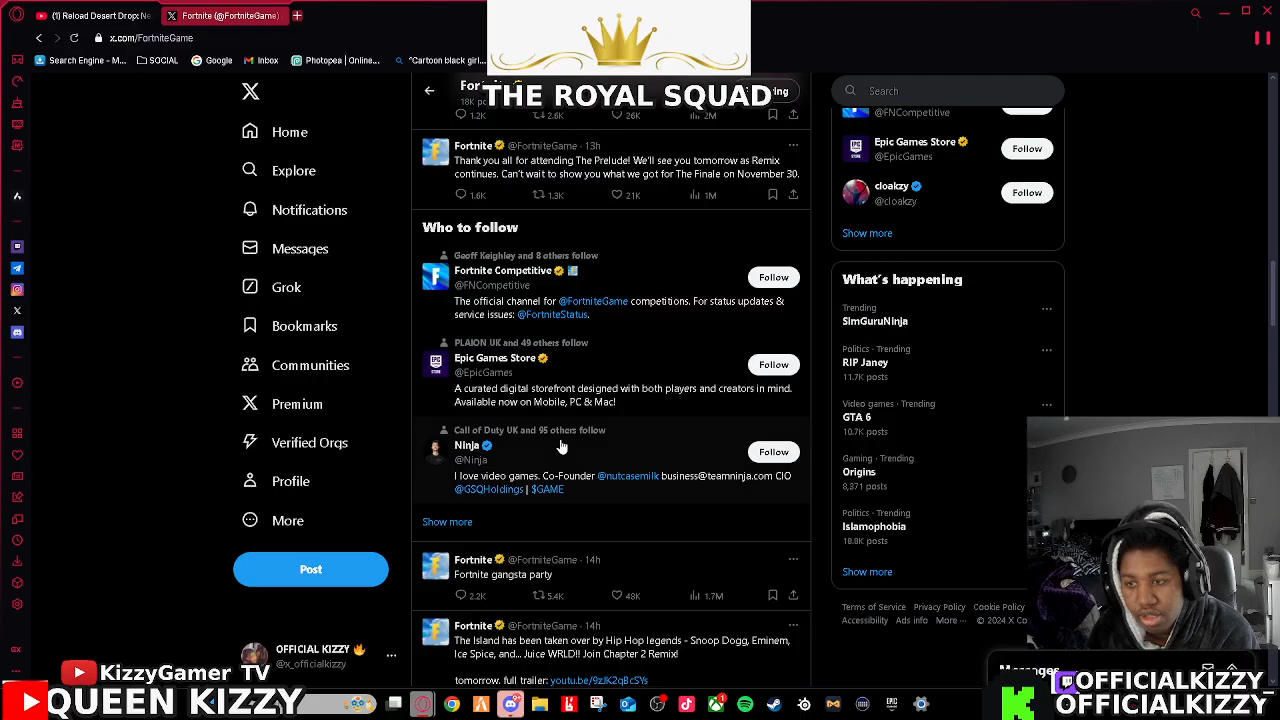 (1) Reload Desert Drop: Ne
Fortnite (@FortniteGame)
x.com/FortniteGame
Search Engine - M...
SOCIAL
Google
Inbox
Photopea | Online...
"Cartoon black girl...
THE ROYAL SQUAD
Home
Explore
Notifications
Messages
Grok
Bookmarks
Communities
Premium
Verified Orgs
Profile
More
Post
OFFICIAL KIZZY
@x_officialkizzy
1.2K 2.6K 26K 2M
Fortnite @FortniteGame · 13h
Thank you all for attending The Prelude! We'll see you tomorrow as Remix
continues. Can't wait to show you what we got for The Finale on November 30.
1.6K 1.3K 21K 1M
Who to follow
Geoff Keighley and 8 others follow
Fortnite Competitive
@FNCompetitive
Follow
The official channel for @FortniteGame competitions. For status updates &
service issues: @FortniteStatus.
PLAION UK and 49 others follow
Epic Games Store
@EpicGames
Follow
A curated digital storefront designed with both players and creators in mind.
Available now on Mobile, PC & Mac!
Call of Duty UK and 95 others follow
Ninja
@Ninja
Follow
I love video games. Co-Founder @nutcasemilk business@teamninja.com CIO
@GSQHoldings | $GAME
Show more
Fortnite @FortniteGame · 14h
Fortnite gangsta party
2.2K 5.4K 48K 1.7M
Fortnite @FortniteGame · 14h
The Island has been taken over by Hip Hop legends - Snoop Dogg, Eminem,
Ice Spice, and... Juice WRLD!! Join Chapter 2 Remix!
tomorrow. full trailer: youtu.be/9zJlK2qBcSYs
Search
@FNCompetitive
Epic Games Store
@EpicGames
Follow
cloakzy
@cloakzy
Follow
Show more
What's happening
Trending
SimGuruNinja
Politics · Trending
RIP Janey
11.7K posts
Video games · Trending
GTA 6
10.7K posts
Gaming · Trending
Origins
8,371 posts
Politics · Trending
Islamophobia
18.8K posts
Show more
Terms of Service Privacy Policy Cookie Policy
Accessibility Ads info More ··· © 2024 X Co
Messages
KizzyGamer TV
QUEEN KIZZY
OFFICIALKIZZY
OFFICIALKIZZY